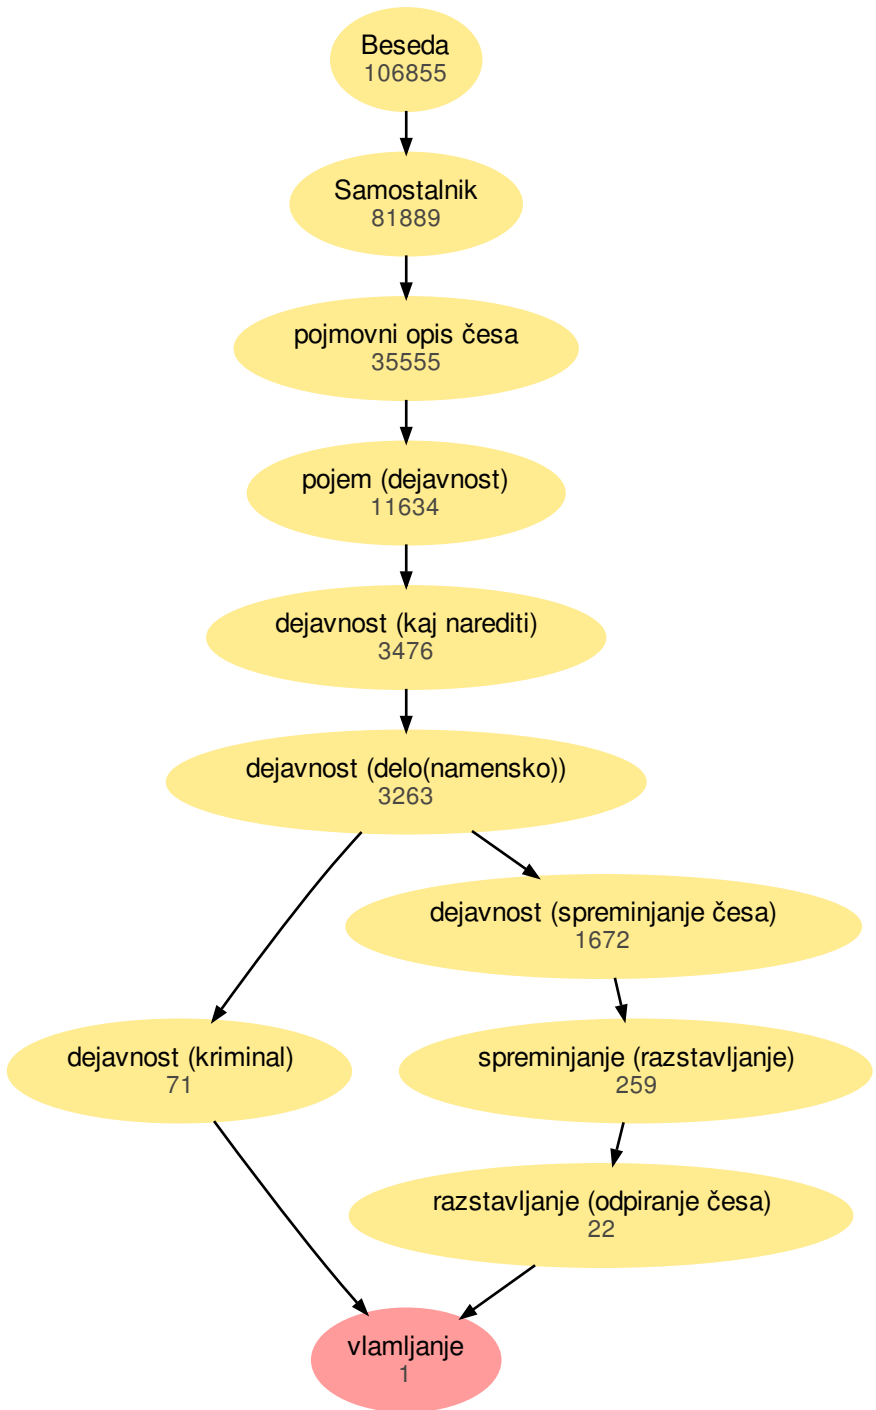 Beseda
106855
Samostalnik
81889
pojmovni opis česa
35555
pojem (dejavnost)
11634
dejavnost (kaj narediti)
3476
dejavnost (delo(namensko))
3263
dejavnost (spreminjanje česa)
1672
dejavnost (kriminal)
71
spreminjanje (razstavljanje)
259
razstavljanje (odpiranje česa)
22
vlamljanje
1